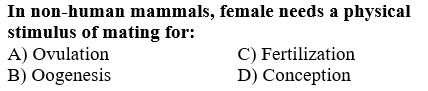 In non-human mammals, female needs a physical
stimulus of mating for:
A) Ovulation C) Fertilization
B) Oogenesis D) Conception